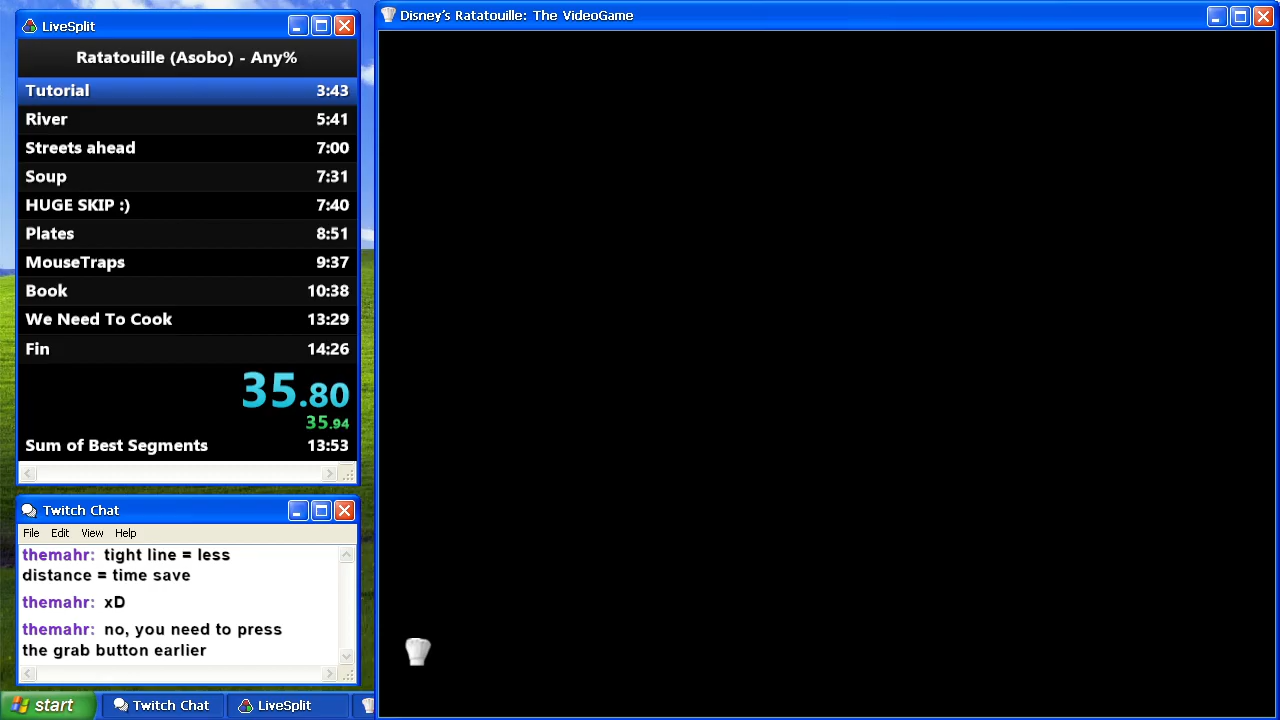 LiveSplit
Ratatouille (Asobo) - Any%
Tutorial 3:43
River 5:41
Streets ahead 7:00
Soup 7:31
HUGE SKIP :) 7:40
Plates 8:51
MouseTraps 9:37
Book 10:38
We Need To Cook 13:29
Fin 14:26
35.80
35.94
Sum of Best Segments 13:53
Twitch Chat
File Edit View Help
themahr: tight line = less
distance = time save
themahr: xD
themahr: no, you need to press
the grab button earlier
start Twitch Chat LiveSplit
Disney's Ratatouille: The VideoGame